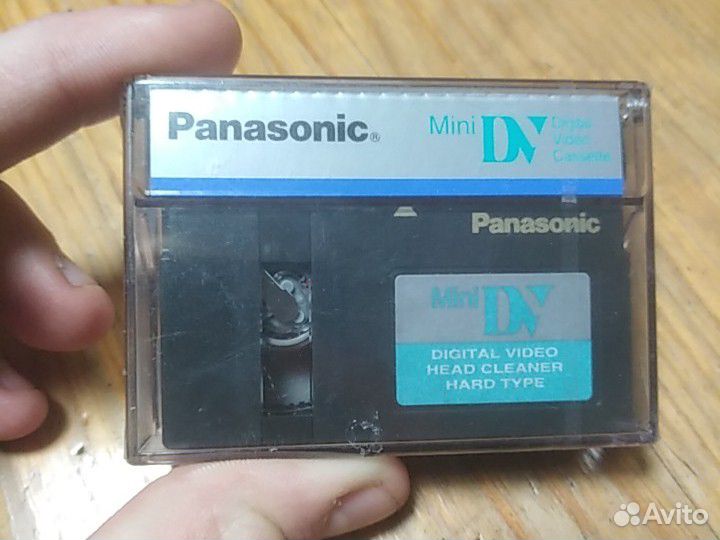 Panasonic®
Mini DV Digital Video Cassette
Panasonic
Mini DV
DIGITAL VIDEO
HEAD CLEANER
HARD TYPE
Avito